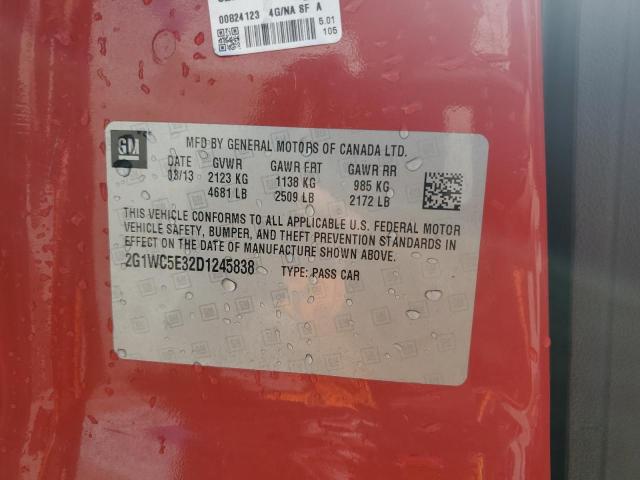 00824123 4G/NA SF A
5.01
105
GM
MFD BY GENERAL MOTORS OF CANADA LTD.
DATE GVWR GAWR FRT GAWR RR
08/13 2123 KG 1138 KG 985 KG
4681 LB 2509 LB 2172 LB
THIS VEHICLE CONFORMS TO ALL APPLICABLE U.S. FEDERAL MOTOR
VEHICLE SAFETY, BUMPER, AND THEFT PREVENTION STANDARDS IN
EFFECT ON THE DATE OF MANUFACTURE SHOWN ABOVE.
2G1WC5E32D1245838 TYPE: PASS CAR